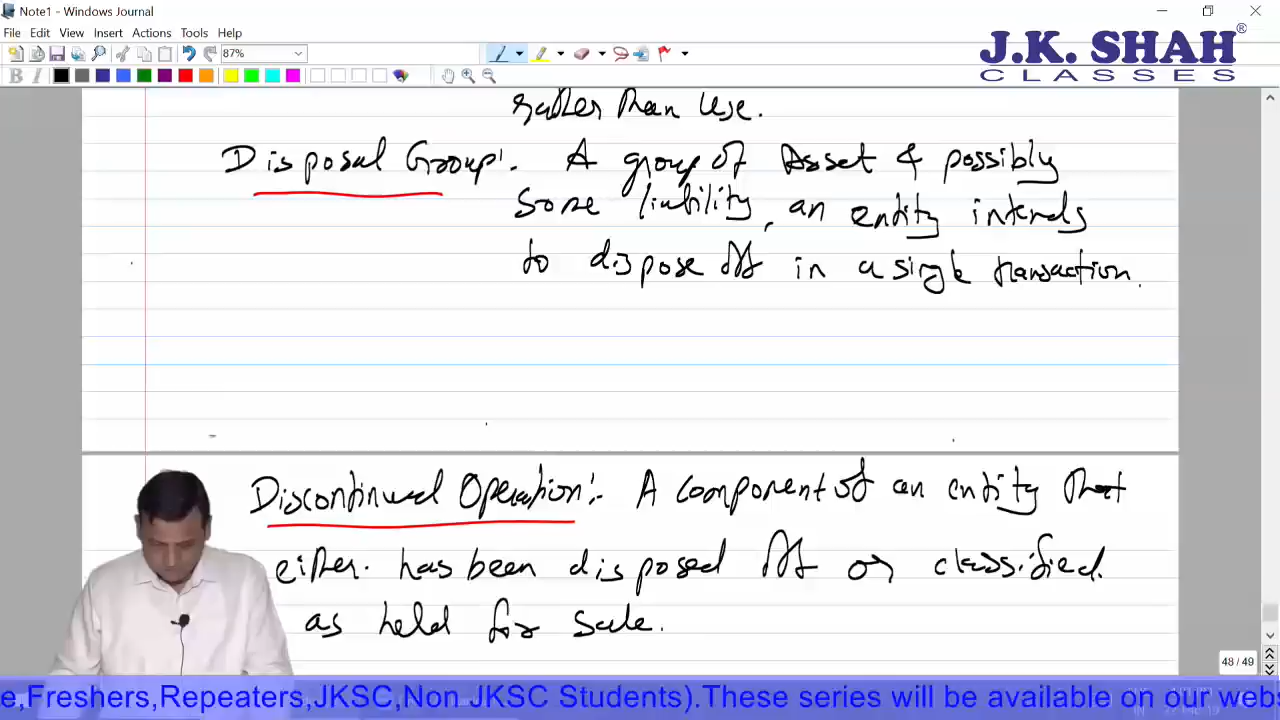 Note1 - Windows Journal
File Edit View Insert Actions Tools Help
87%
B I
J.K. SHAH®
CLASSES
rather than use.
Disposal Group:- A group of Asset & possibly
some liability, an entity intends
to dispose off in a single transaction.
Discontinued Operation:- A component of an entity that
either has been disposed off or classified
as held for sale.
48 / 49
e,Freshers,Repeaters,JKSC,Non JKSC Students).These series will be available on our webs